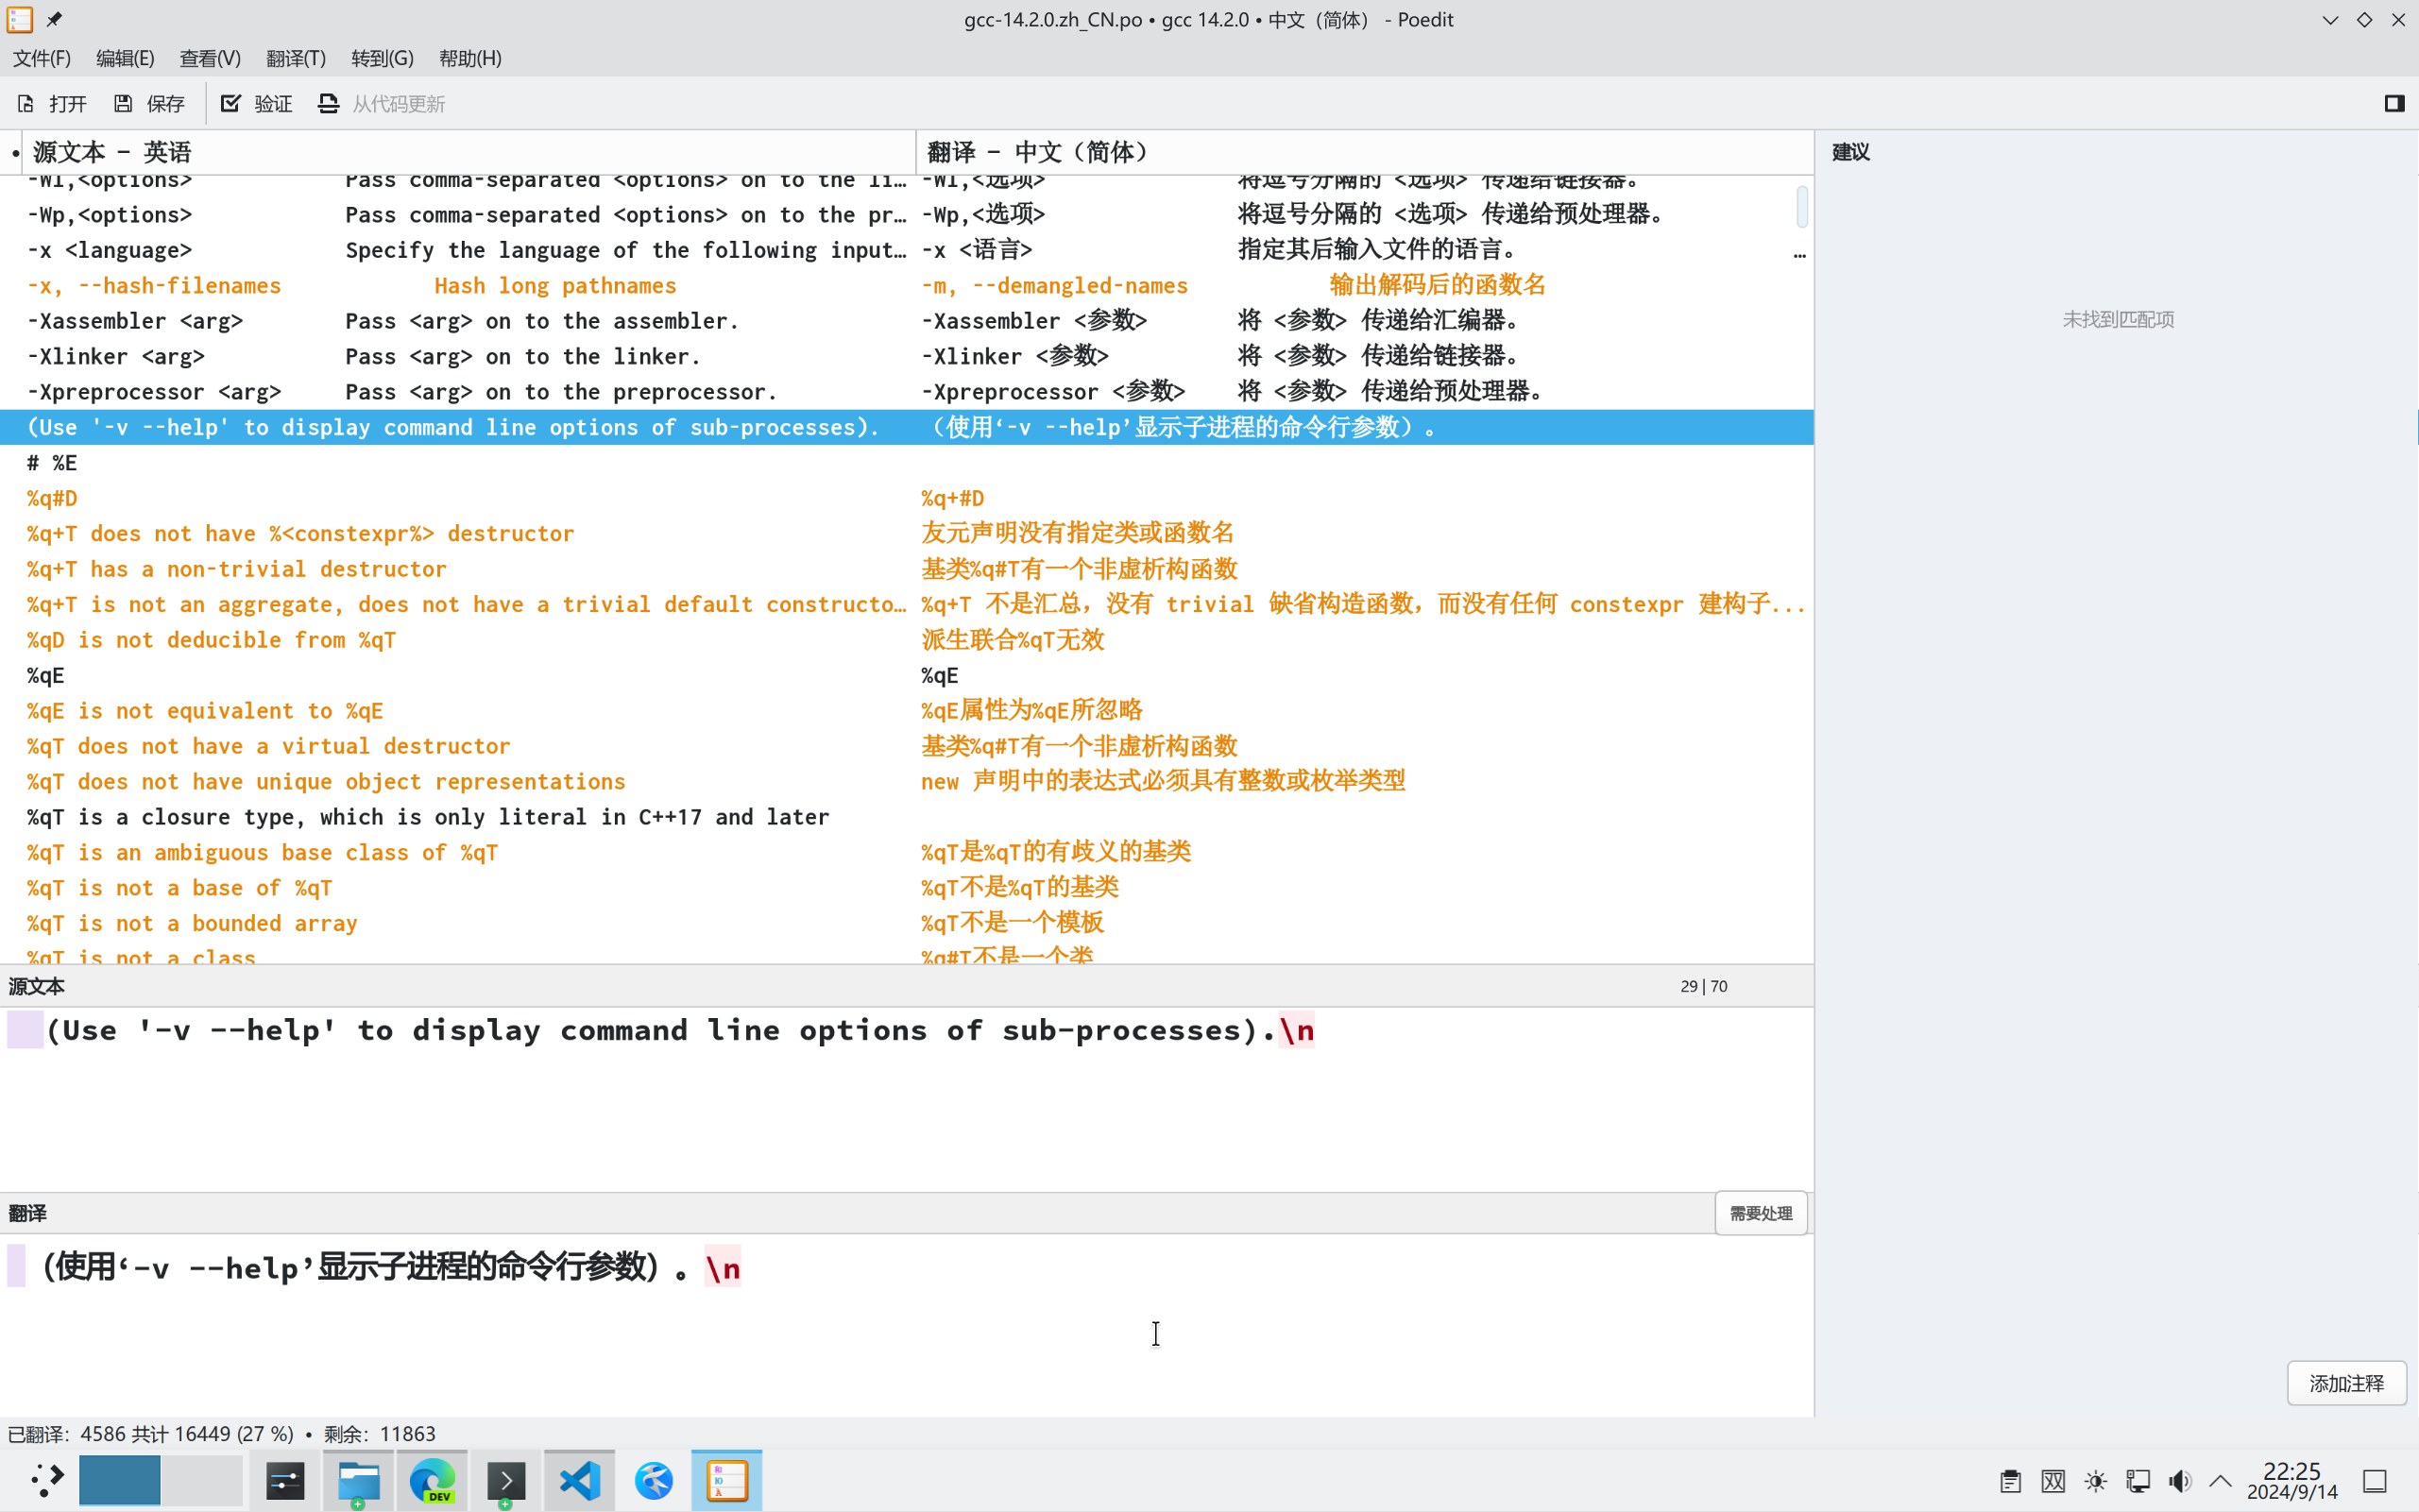 gcc-14.2.0.zh_CN.po • gcc 14.2.0 • 中文（简体） - Poedit
文件(F) 编辑(E) 查看(V) 翻译(T) 转到(G) 帮助(H)
打开 保存 验证 从代码更新
• 源文本 – 英语 翻译 – 中文（简体） 建议
-Wl,<options> Pass comma-separated <options> on to the li… -Wl,<选项> 将逗号分隔的 <选项> 传递给链接器。
-Wp,<options> Pass comma-separated <options> on to the pr… -Wp,<选项> 将逗号分隔的 <选项> 传递给预处理器。
-x <language> Specify the language of the following input… -x <语言> 指定其后输入文件的语言。 …
-x, --hash-filenames Hash long pathnames -m, --demangled-names 输出解码后的函数名
-Xassembler <arg> Pass <arg> on to the assembler. -Xassembler <参数> 将 <参数> 传递给汇编器。
未找到匹配项
-Xlinker <arg> Pass <arg> on to the linker. -Xlinker <参数> 将 <参数> 传递给链接器。
-Xpreprocessor <arg> Pass <arg> on to the preprocessor. -Xpreprocessor <参数> 将 <参数> 传递给预处理器。
(Use '-v --help' to display command line options of sub-processes). （使用‘-v --help’显示子进程的命令行参数）。
# %E
%q#D %q+#D
%q+T does not have %<constexpr%> destructor 友元声明没有指定类或函数名
%q+T has a non-trivial destructor 基类%q#T有一个非虚析构函数
%q+T is not an aggregate, does not have a trivial default constructo… %q+T 不是汇总，没有 trivial 缺省构造函数，而没有任何 constexpr 建构子...
%qD is not deducible from %qT 派生联合%qT无效
%qE %qE
%qE is not equivalent to %qE %qE属性为%qE所忽略
%qT does not have a virtual destructor 基类%q#T有一个非虚析构函数
%qT does not have unique object representations new 声明中的表达式必须具有整数或枚举类型
%qT is a closure type, which is only literal in C++17 and later
%qT is an ambiguous base class of %qT %qT是%qT的有歧义的基类
%qT is not a base of %qT %qT不是%qT的基类
%qT is not a bounded array %qT不是一个模板
%qT is not a class %q#T不是一个类
源文本 29 | 70
(Use '-v --help' to display command line options of sub-processes).\n
翻译 需要处理
（使用‘-v --help’显示子进程的命令行参数）。\n
添加注释
已翻译：4586 共计 16449 (27 %) • 剩余：11863
DEV
双
22:25
2024/9/14